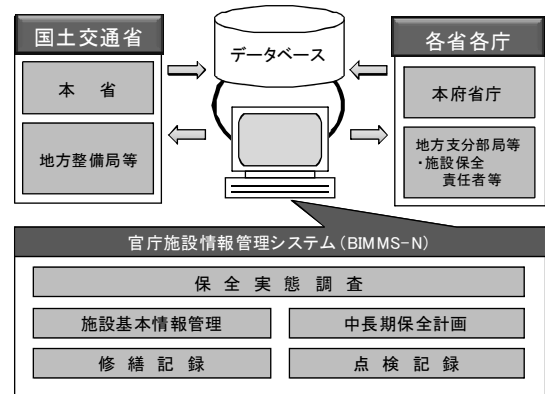 国土交通省
本 省
地方整備局等
データベース
各省各庁
本府省庁
地方支分部局等
・施設保全
責任者等
官庁施設情報管理システム(BIMMS-N)
保 全 実 態 調 査
施設基本情報管理
中長期保全計画
修 繕 記 録
点 検 記 録